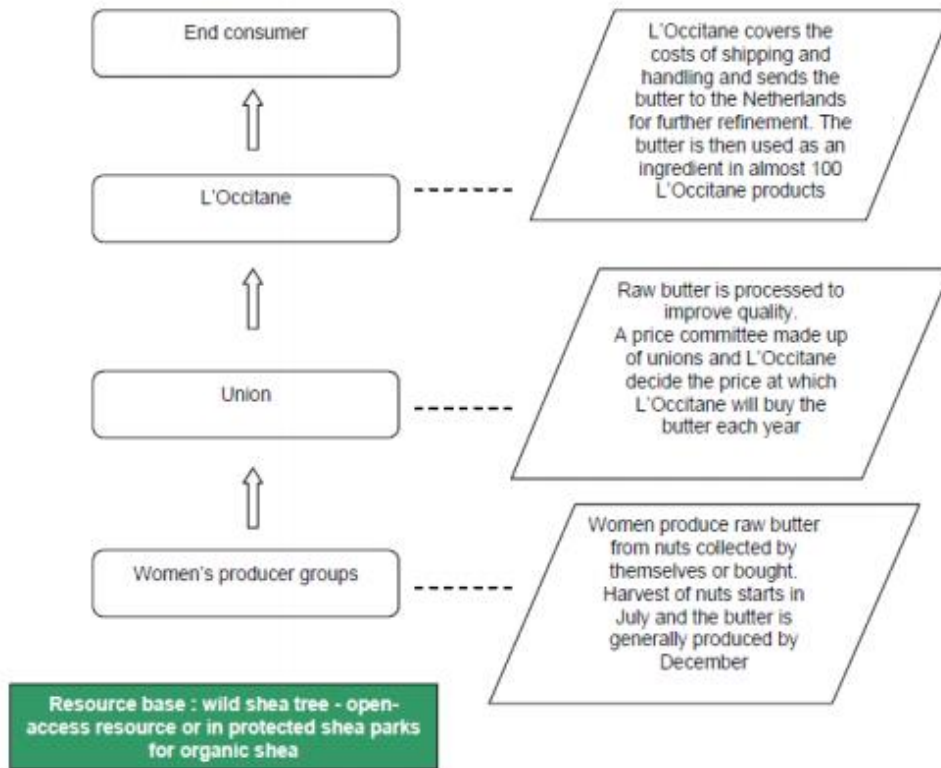 End consumer
L'Occitane covers the
costs of shipping and
handling and sends the
butter to the Netherlands
for further refinement. The
butter is then used as an
ingredient in almost 100
L'Occitane products
L'Occitane
Raw butter is processed to
improve quality.
A price committee made up
of unions and L'Occitane
decide the price at which
L'Occitane will buy the
butter each year
Union
Women produce raw butter
from nuts collected by
themselves or bought.
Harvest of nuts starts in
July and the butter is
generally produced by
December
Women's producer groups
Resource base : wild shea tree - open-
access resource or in protected shea parks
for organic shea